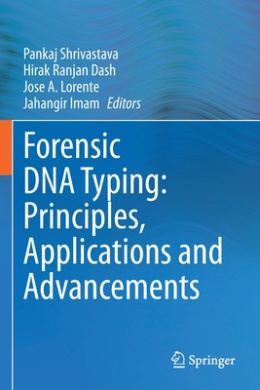 Pankaj Shrivastava
Hirak Ranjan Dash
Jose A. Lorente
Jahangir Imam Editors
Forensic
DNA Typing:
Principles,
Applications and
Advancements
Springer